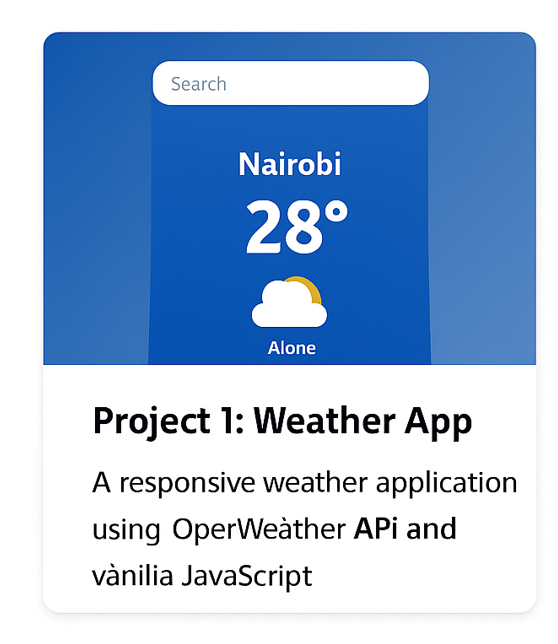 Search
Nairobi
28°
Alone
Project 1: Weather App
A responsive weather application
using OperWeàther APi and
vànilia JavaScript